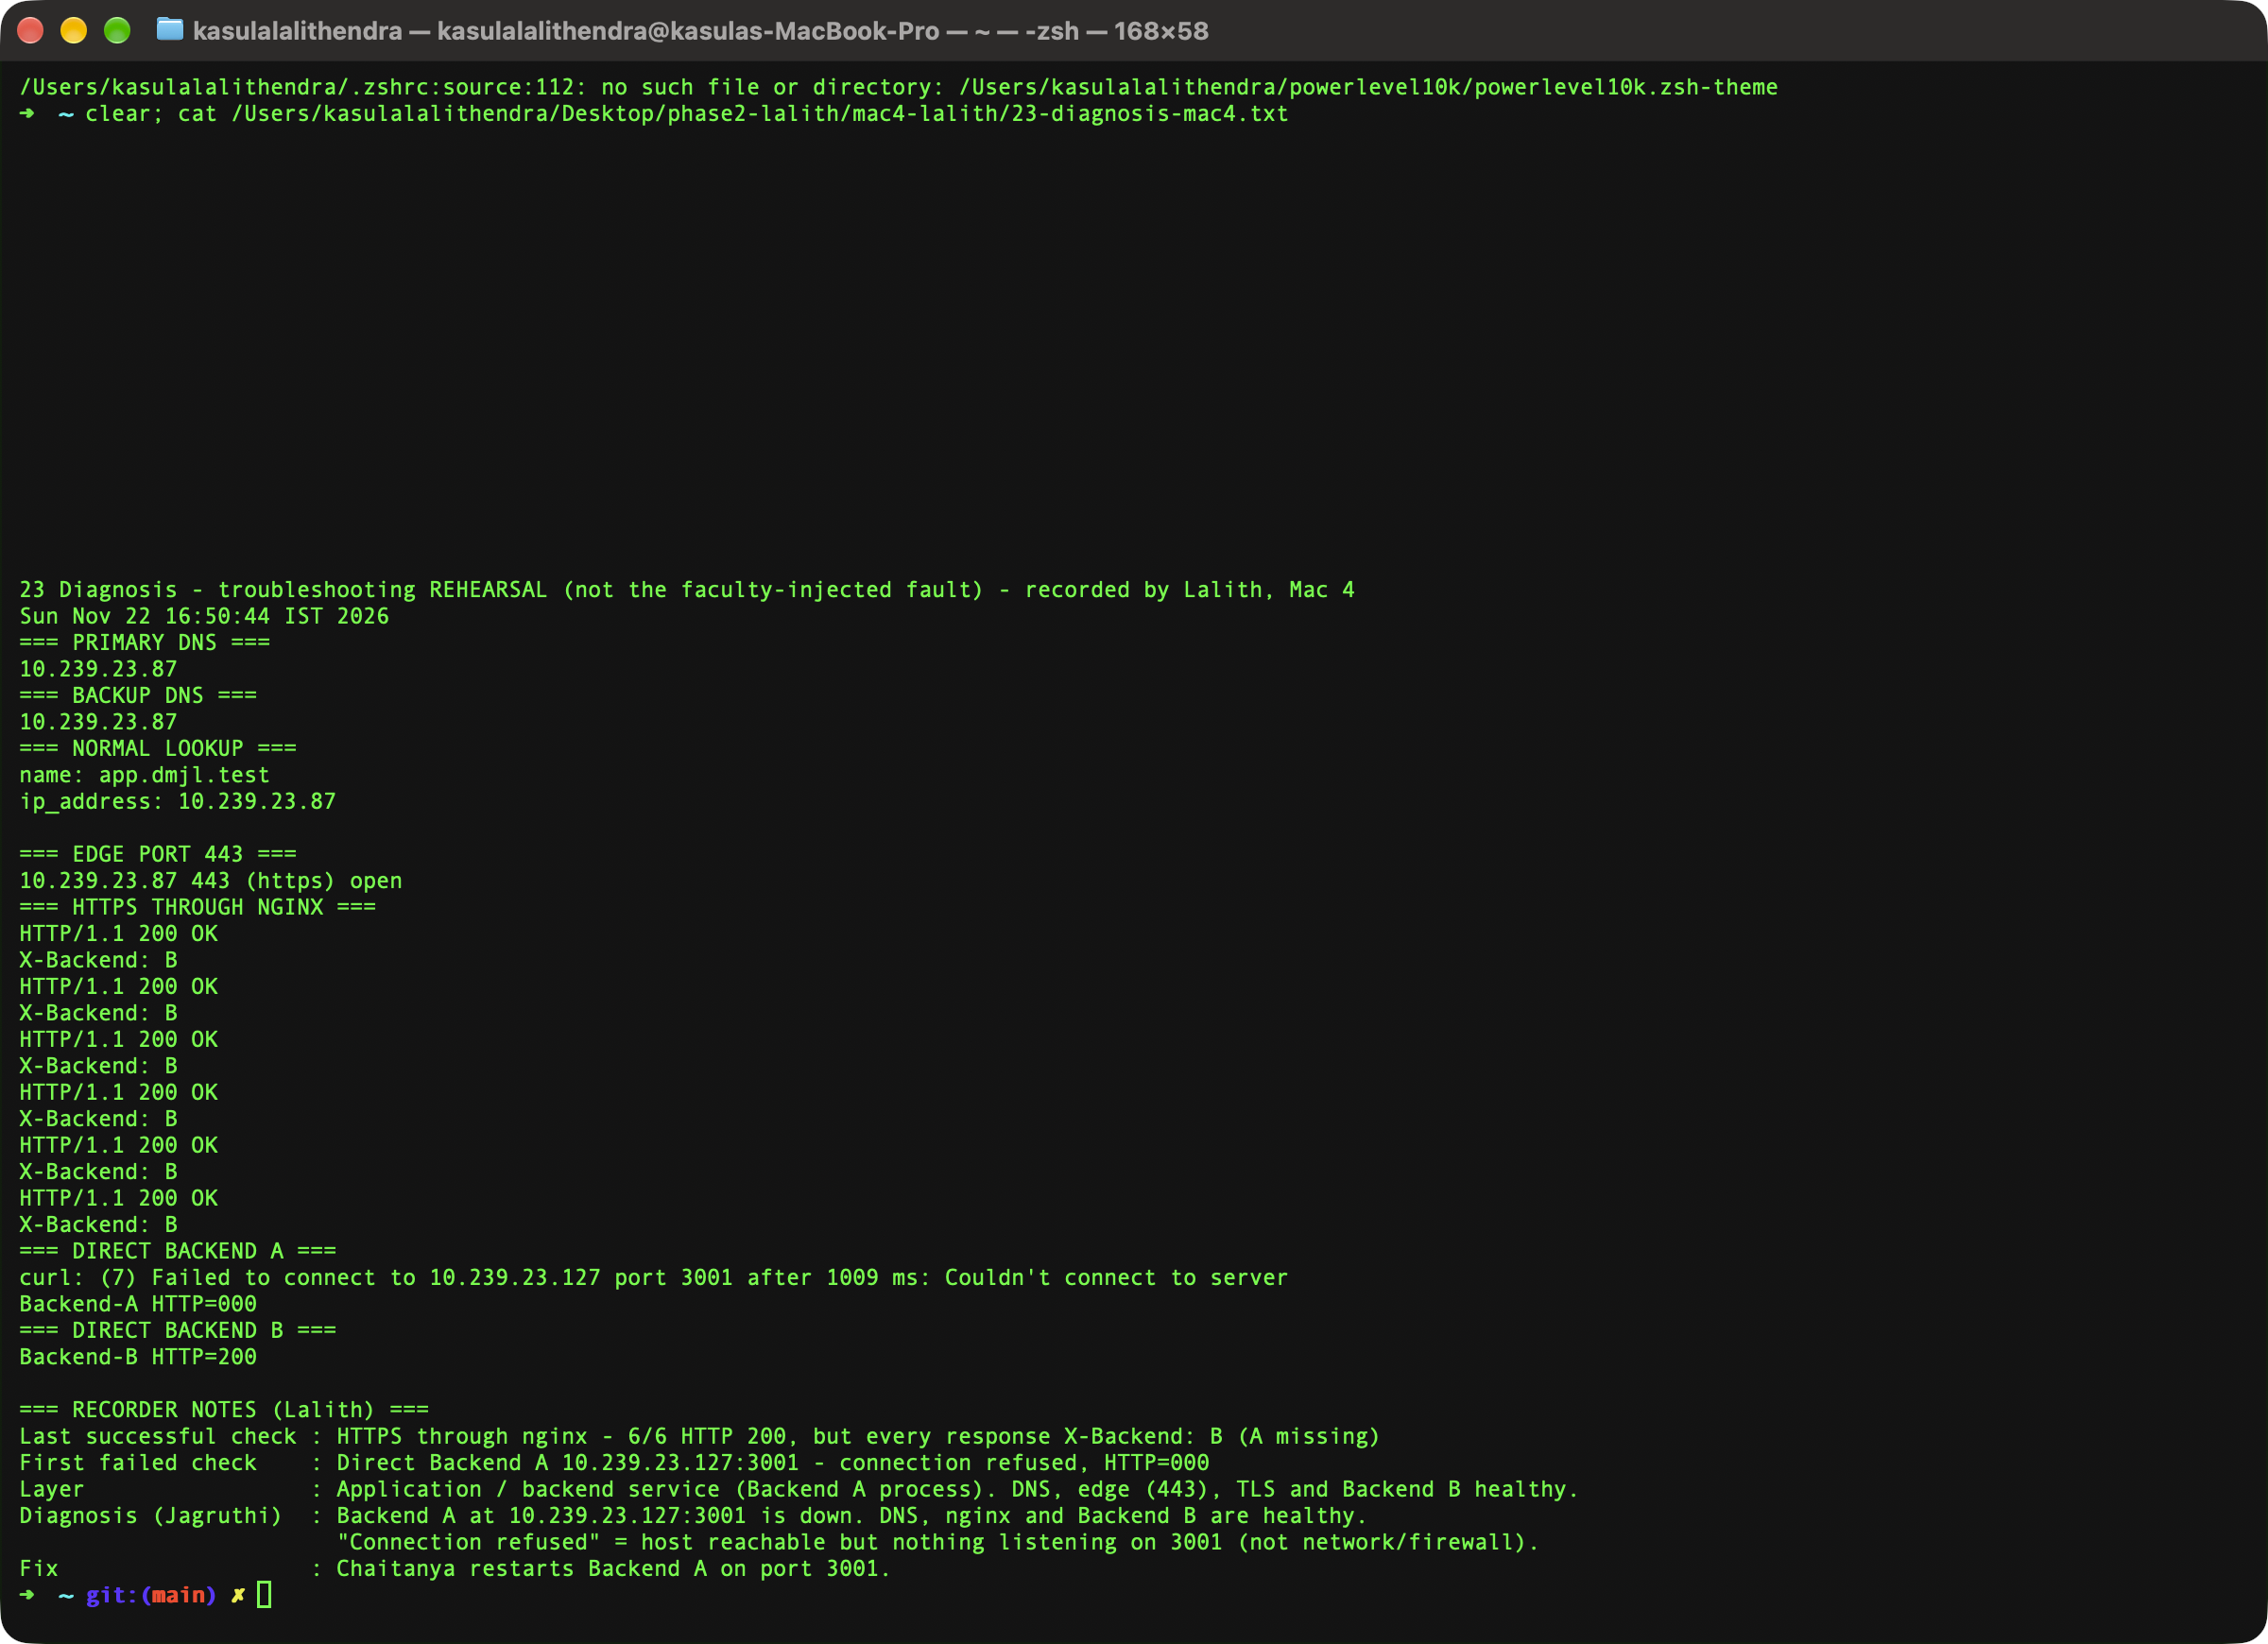 kasulalalithendra — kasulalalithendra@kasulas-MacBook-Pro — ~ — -zsh — 168×58
/Users/kasulalalithendra/.zshrc:source:112: no such file or directory: /Users/kasulalalithendra/powerlevel10k/powerlevel10k.zsh-theme
➜  ~ clear; cat /Users/kasulalalithendra/Desktop/phase2-lalith/mac4-lalith/23-diagnosis-mac4.txt
23 Diagnosis - troubleshooting REHEARSAL (not the faculty-injected fault) - recorded by Lalith, Mac 4
Sun Nov 22 16:50:44 IST 2026
=== PRIMARY DNS ===
10.239.23.87
=== BACKUP DNS ===
10.239.23.87
=== NORMAL LOOKUP ===
name: app.dmjl.test
ip_address: 10.239.23.87
=== EDGE PORT 443 ===
10.239.23.87 443 (https) open
=== HTTPS THROUGH NGINX ===
HTTP/1.1 200 OK
X-Backend: B
HTTP/1.1 200 OK
X-Backend: B
HTTP/1.1 200 OK
X-Backend: B
HTTP/1.1 200 OK
X-Backend: B
HTTP/1.1 200 OK
X-Backend: B
HTTP/1.1 200 OK
X-Backend: B
=== DIRECT BACKEND A ===
curl: (7) Failed to connect to 10.239.23.127 port 3001 after 1009 ms: Couldn't connect to server
Backend-A HTTP=000
=== DIRECT BACKEND B ===
Backend-B HTTP=200
=== RECORDER NOTES (Lalith) ===
Last successful check : HTTPS through nginx - 6/6 HTTP 200, but every response X-Backend: B (A missing)
First failed check    : Direct Backend A 10.239.23.127:3001 - connection refused, HTTP=000
Layer                 : Application / backend service (Backend A process). DNS, edge (443), TLS and Backend B healthy.
Diagnosis (Jagruthi)  : Backend A at 10.239.23.127:3001 is down. DNS, nginx and Backend B are healthy.
                        "Connection refused" = host reachable but nothing listening on 3001 (not network/firewall).
Fix                   : Chaitanya restarts Backend A on port 3001.
➜  ~ git:(main) ✗